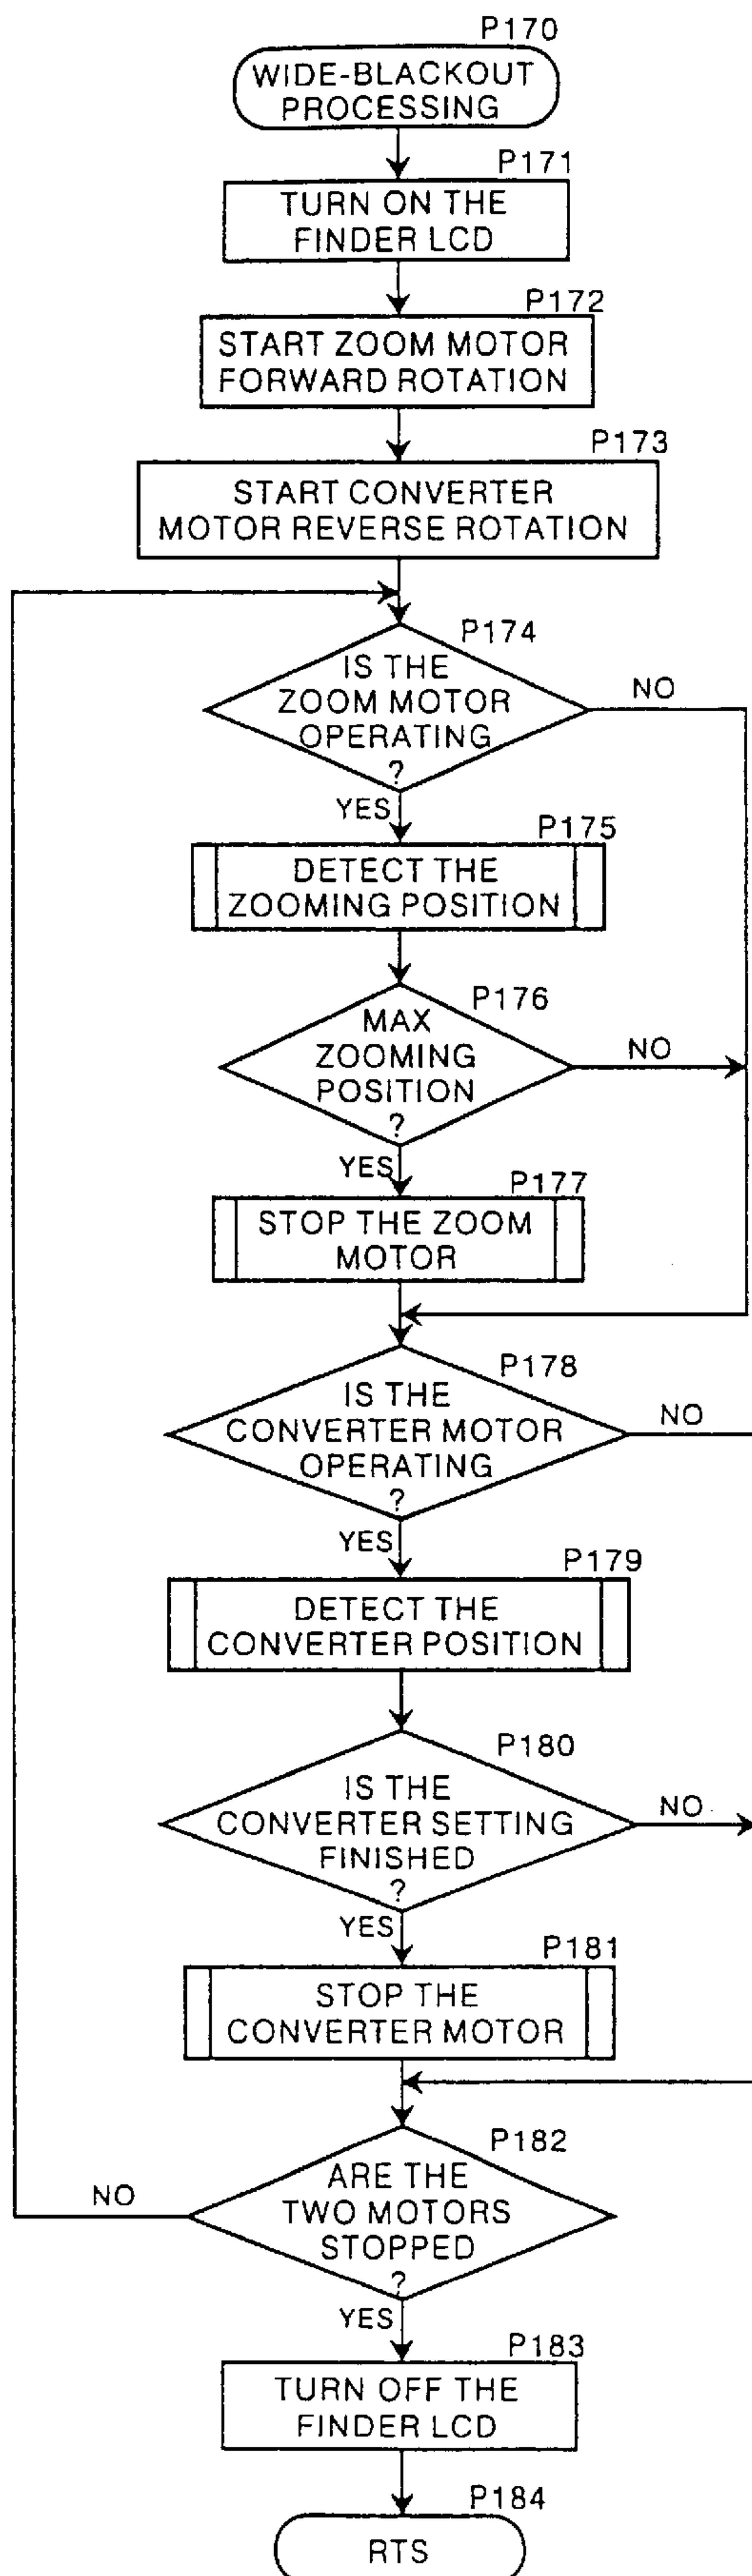 P170
WIDE-BLACKOUT
PROCESSING
P171
TURN ON THE
FINDER LCD
P172
START ZOOM MOTOR
FORWARD ROTATION
P173
START CONVERTER
MOTOR REVERSE ROTATION
P174
IS THE
ZOOM MOTOR
OPERATING
?
NO
YES
P175
DETECT THE
ZOOMING POSITION
P176
MAX
ZOOMING
POSITION
?
NO
YES
P177
STOP THE ZOOM
MOTOR
P178
IS THE
CONVERTER MOTOR
OPERATING
?
NO
YES
P179
DETECT THE
CONVERTER POSITION
P180
IS THE
CONVERTER SETTING
FINISHED
?
NO
YES
P181
STOP THE
CONVERTER MOTOR
P182
ARE THE
TWO MOTORS
STOPPED
?
NO
YES
P183
TURN OFF THE
FINDER LCD
P184
RTS